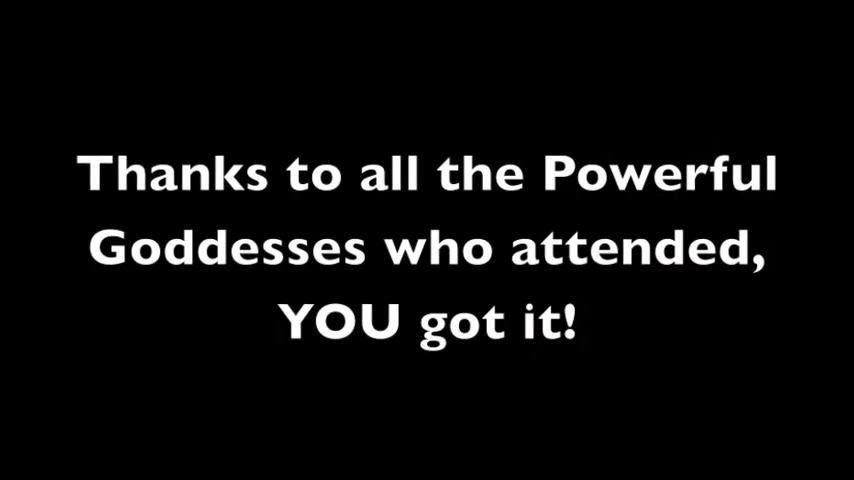 Thanks to all the Powerful
Goddesses who attended,
YOU got it!